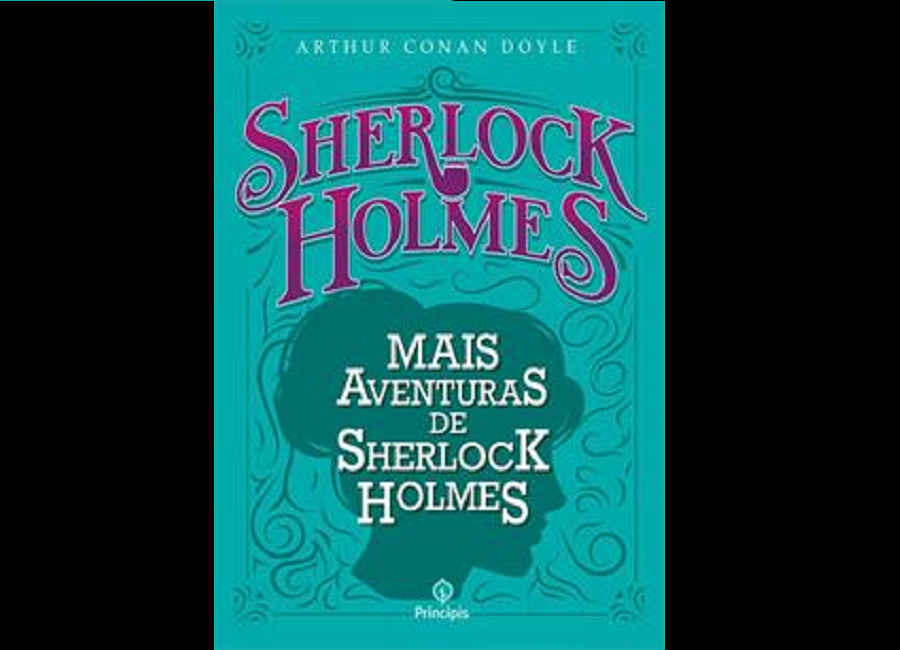 ARTHUR CONAN DOYLE
SHERLOCK
HOLMES
MAIS
AVENTURAS
DE
SHERLOCK
HOLMES
Principis